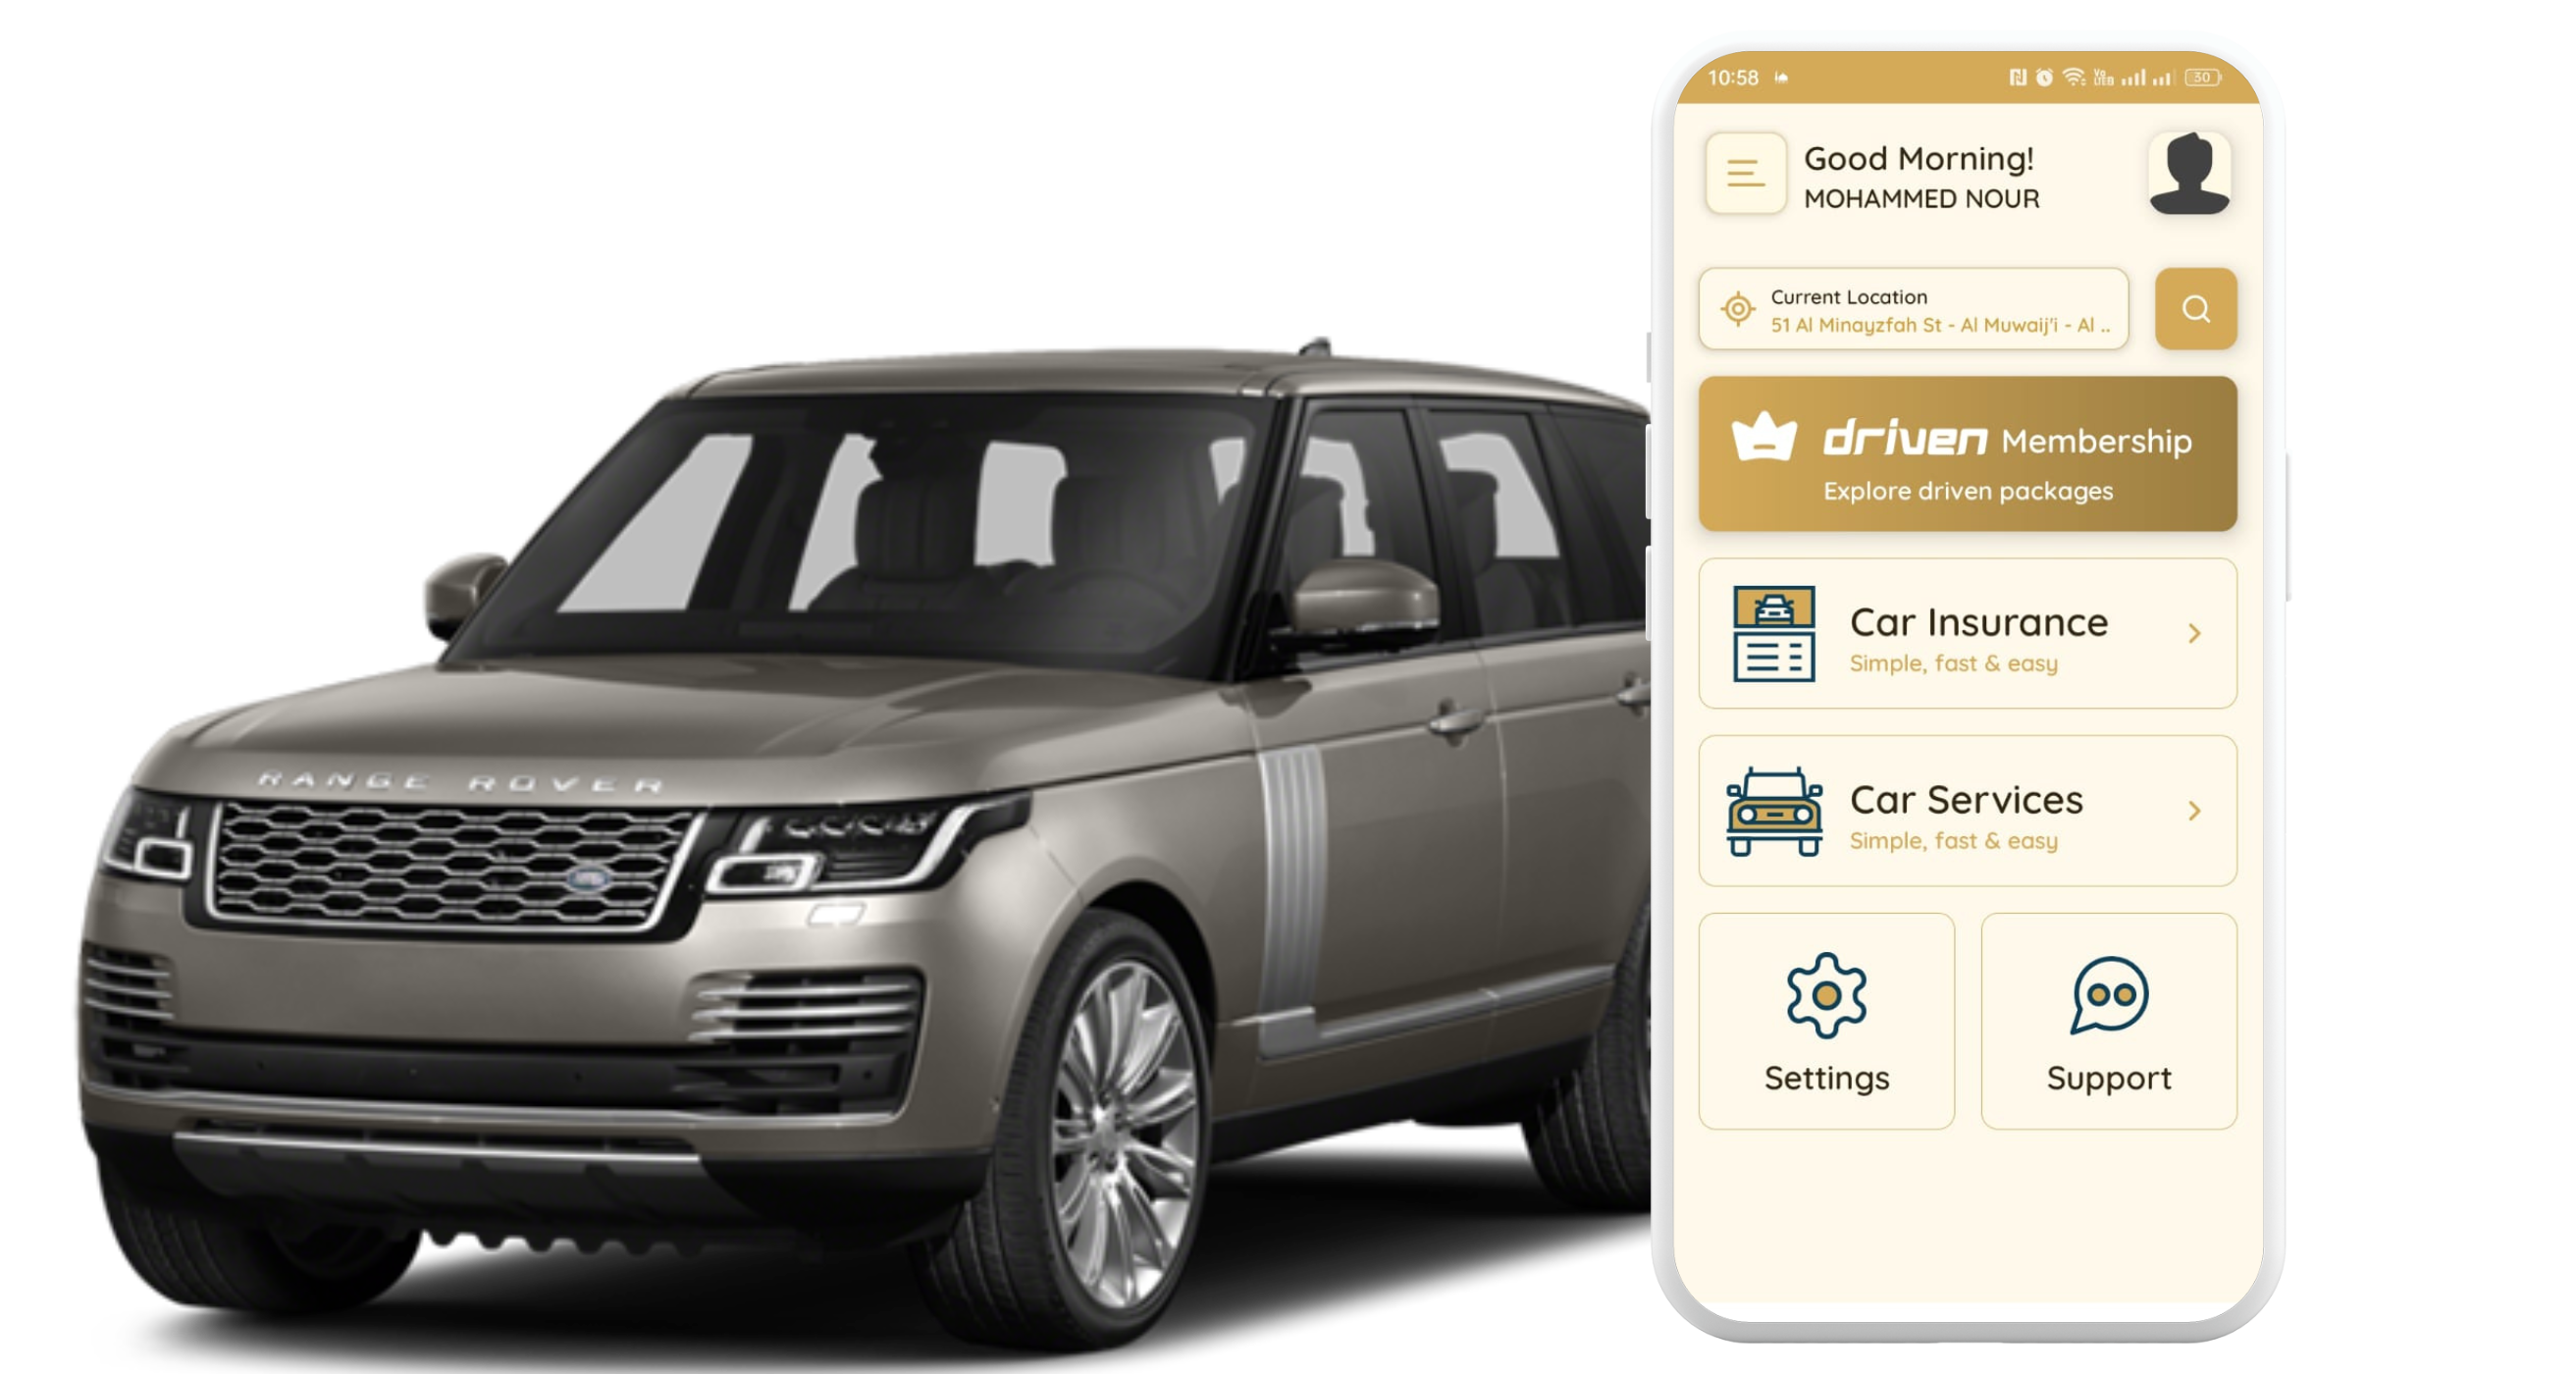 RANGE ROVER
10:58
30
Good Morning!
MOHAMMED NOUR
Current Location
51 Al Minayzfah St - Al Muwaij'i - Al ..
driven Membership
Explore driven packages
Car Insurance
Simple, fast & easy
Car Services
Simple, fast & easy
Settings
Support